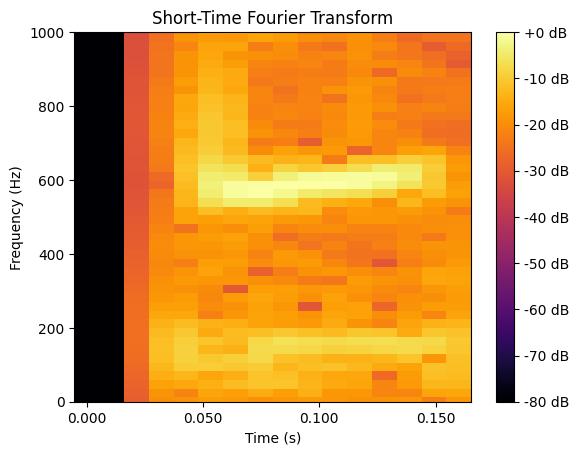 Short-Time Fourier Transform
1000
800
600
400
200
0
Frequency (Hz)
0.000
0.050
0.100
0.150
Time (s)
+0 dB
-10 dB
-20 dB
-30 dB
-40 dB
-50 dB
-60 dB
-70 dB
-80 dB